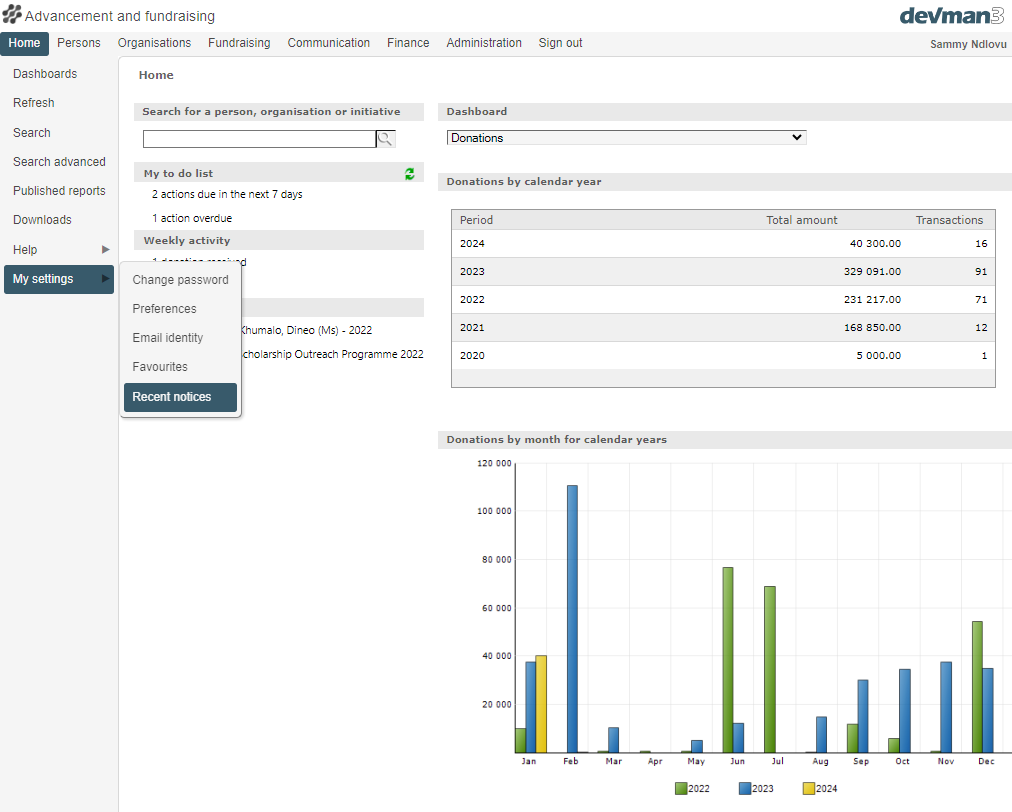 Advancement and fundraising
devman3
Home Persons Organisations Fundraising Communication Finance Administration Sign out
Sammy Ndlovu
Dashboards
Refresh
Search
Search advanced
Published reports
Downloads
Help
My settings
Change password
Preferences
Email identity
Favourites
Recent notices
Home
Search for a person, organisation or initiative
My to do list
2 actions due in the next 7 days
1 action overdue
Weekly activity
1 donation received
Khumalo, Dineo (Ms) - 2022
Scholarship Outreach Programme 2022
Dashboard
Donations
Donations by calendar year
Period Total amount Transactions
2024 40 300.00 16
2023 329 091.00 91
2022 231 217.00 71
2021 168 850.00 12
2020 5 000.00 1
Donations by month for calendar years
120 000
100 000
80 000
60 000
40 000
20 000
Jan Feb Mar Apr May Jun Jul Aug Sep Oct Nov Dec
2022 2023 2024